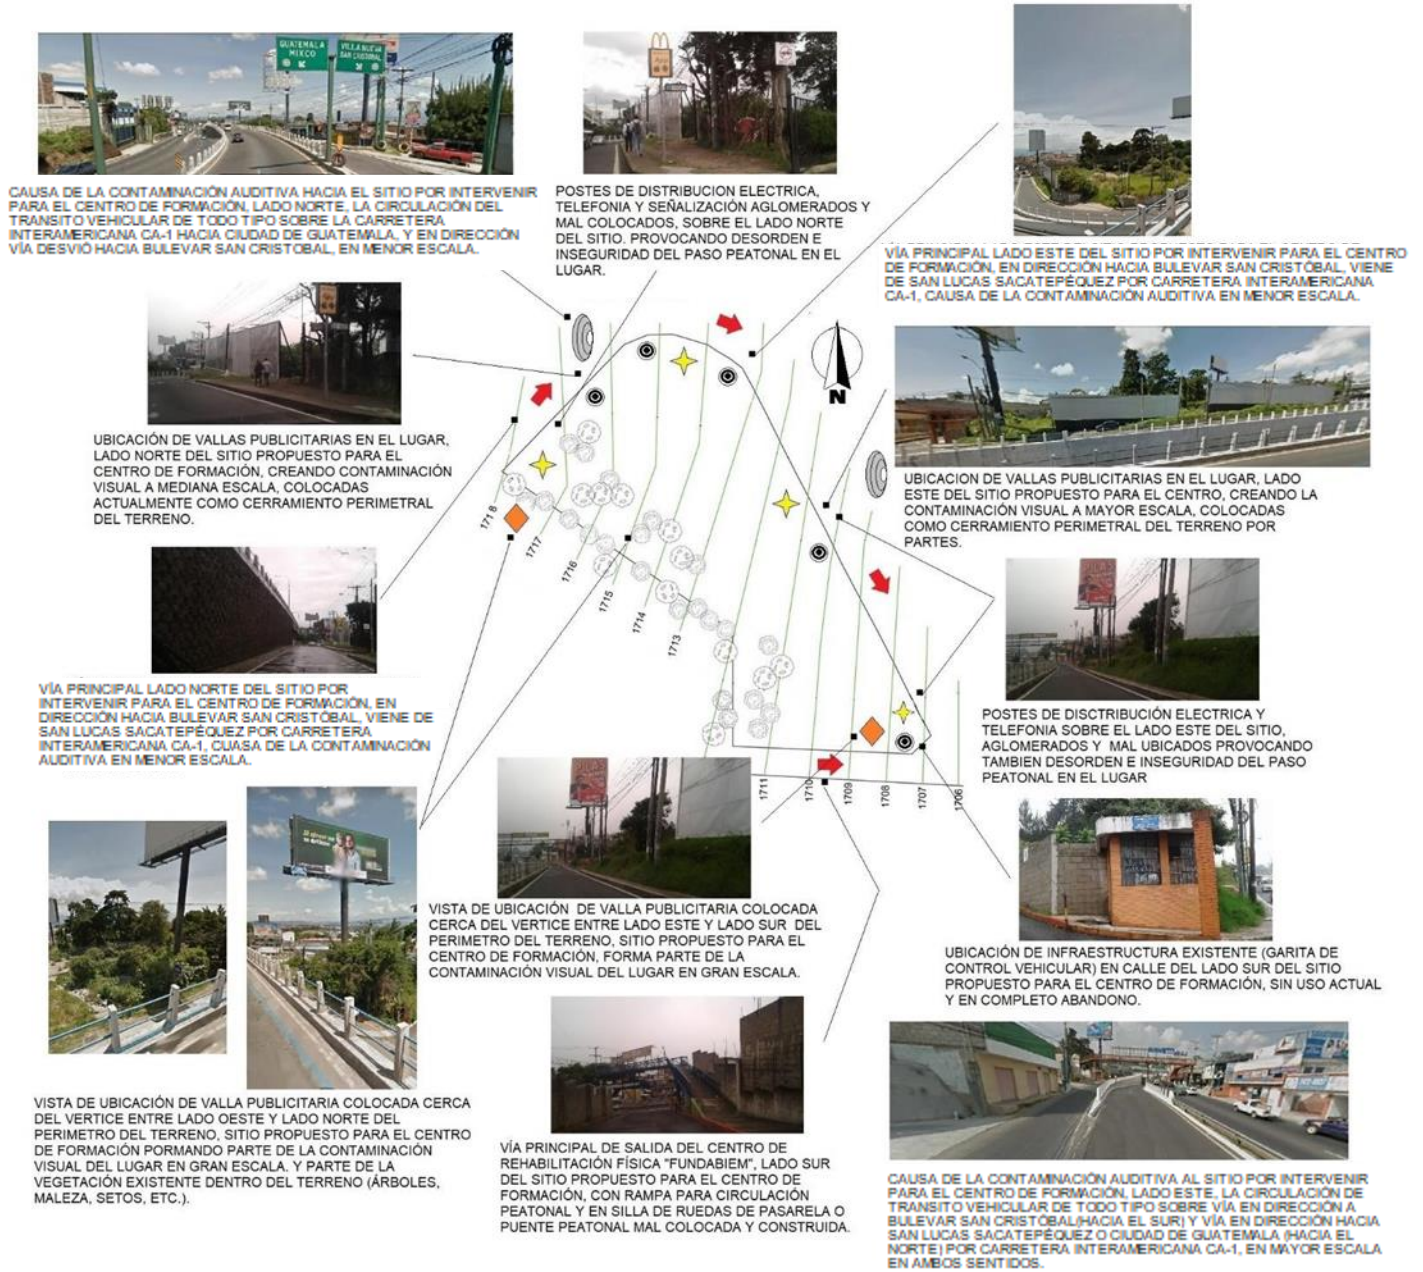 GUATEMALA
MIXCO
VILLA NUEVA
SAN CRISTOBAL
CAUSA DE LA CONTAMINACIÓN AUDITIVA HACIA EL SITIO POR INTERVENIR
PARA EL CENTRO DE FORMACIÓN, LADO NORTE, LA CIRCULACIÓN DEL
TRANSITO VEHICULAR DE TODO TIPO SOBRE LA CARRETERA
INTERAMERICANA CA-1 HACIA CIUDAD DE GUATEMALA, Y EN DIRECCIÓN
VÍA DESVIÓ HACIA BULEVAR SAN CRISTOBAL, EN MENOR ESCALA.
POSTES DE DISTRIBUCION ELECTRICA,
TELEFONIA Y SEÑALIZACIÓN AGLOMERADOS Y
MAL COLOCADOS, SOBRE EL LADO NORTE
DEL SITIO. PROVOCANDO DESORDEN E
INSEGURIDAD DEL PASO PEATONAL EN EL
LUGAR.
VÍA PRINCIPAL LADO ESTE DEL SITIO POR INTERVENIR PARA EL CENTRO
DE FORMACIÓN, EN DIRECCIÓN HACIA BULEVAR SAN CRISTÓBAL, VIENE
DE SAN LUCAS SACATEPÉQUEZ POR CARRETERA INTERAMERICANA
CA-1, CAUSA DE LA CONTAMINACIÓN AUDITIVA EN MENOR ESCALA.
UBICACIÓN DE VALLAS PUBLICITARIAS EN EL LUGAR,
LADO NORTE DEL SITIO PROPUESTO PARA EL
CENTRO DE FORMACIÓN, CREANDO CONTAMINACIÓN
VISUAL A MEDIANA ESCALA, COLOCADAS
ACTUALMENTE COMO CERRAMIENTO PERIMETRAL
DEL TERRENO.
N
UBICACION DE VALLAS PUBLICITARIAS EN EL LUGAR, LADO
ESTE DEL SITIO PROPUESTO PARA EL CENTRO, CREANDO LA
CONTAMINACIÓN VISUAL A MAYOR ESCALA, COLOCADAS
COMO CERRAMIENTO PERIMETRAL DEL TERRENO POR
PARTES.
1718
1717
1716
1715
1714
1713
1711
1710
1709
1708
1707
1706
VÍA PRINCIPAL LADO NORTE DEL SITIO POR
INTERVENIR PARA EL CENTRO DE FORMACIÓN, EN
DIRECCIÓN HACIA BULEVAR SAN CRISTÓBAL, VIENE DE
SAN LUCAS SACATEPÉQUEZ POR CARRETERA
INTERAMERICANA CA-1, CUASA DE LA CONTAMINACIÓN
AUDITIVA EN MENOR ESCALA.
POSTES DE DISCTRIBUCIÓN ELECTRICA Y
TELEFONIA SOBRE EL LADO ESTE DEL SITIO,
AGLOMERADOS Y MAL UBICADOS PROVOCANDO
TAMBIEN DESORDEN E INSEGURIDAD DEL PASO
PEATONAL EN EL LUGAR
VISTA DE UBICACIÓN DE VALLA PUBLICITARIA COLOCADA
CERCA DEL VERTICE ENTRE LADO ESTE Y LADO SUR DEL
PERIMETRO DEL TERRENO, SITIO PROPUESTO PARA EL
CENTRO DE FORMACIÓN, FORMA PARTE DE LA
CONTAMINACIÓN VISUAL DEL LUGAR EN GRAN ESCALA.
UBICACIÓN DE INFRAESTRUCTURA EXISTENTE (GARITA DE
CONTROL VEHICULAR) EN CALLE DEL LADO SUR DEL SITIO
PROPUESTO PARA EL CENTRO DE FORMACIÓN, SIN USO ACTUAL
Y EN COMPLETO ABANDONO.
VISTA DE UBICACIÓN DE VALLA PUBLICITARIA COLOCADA CERCA
DEL VERTICE ENTRE LADO OESTE Y LADO NORTE DEL
PERIMETRO DEL TERRENO, SITIO PROPUESTO PARA EL CENTRO
DE FORMACIÓN PORMANDO PARTE DE LA CONTAMINACIÓN
VISUAL DEL LUGAR EN GRAN ESCALA. Y PARTE DE LA
VEGETACIÓN EXISTENTE DENTRO DEL TERRENO (ÁRBOLES,
MALEZA, SETOS, ETC.).
VÍA PRINCIPAL DE SALIDA DEL CENTRO DE
REHABILITACIÓN FÍSICA "FUNDABIEM", LADO SUR
DEL SITIO PROPUESTO PARA EL CENTRO DE
FORMACIÓN, CON RAMPA PARA CIRCULACIÓN
PEATONAL Y EN SILLA DE RUEDAS DE PASARELA O
PUENTE PEATONAL MAL COLOCADA Y CONSTRUIDA.
CAUSA DE LA CONTAMINACIÓN AUDITIVA AL SITIO POR INTERVENIR
PARA EL CENTRO DE FORMACIÓN, LADO ESTE, LA CIRCULACIÓN DE
TRANSITO VEHICULAR DE TODO TIPO SOBRE VÍA EN DIRECCIÓN A
BULEVAR SAN CRISTÓBAL(HACIA EL SUR) Y VÍA EN DIRECCIÓN HACIA
SAN LUCAS SACATEPÉQUEZ O CIUDAD DE GUATEMALA (HACIA EL
NORTE) POR CARRETERA INTERAMERICANA CA-1, EN MAYOR ESCALA
EN AMBOS SENTIDOS.